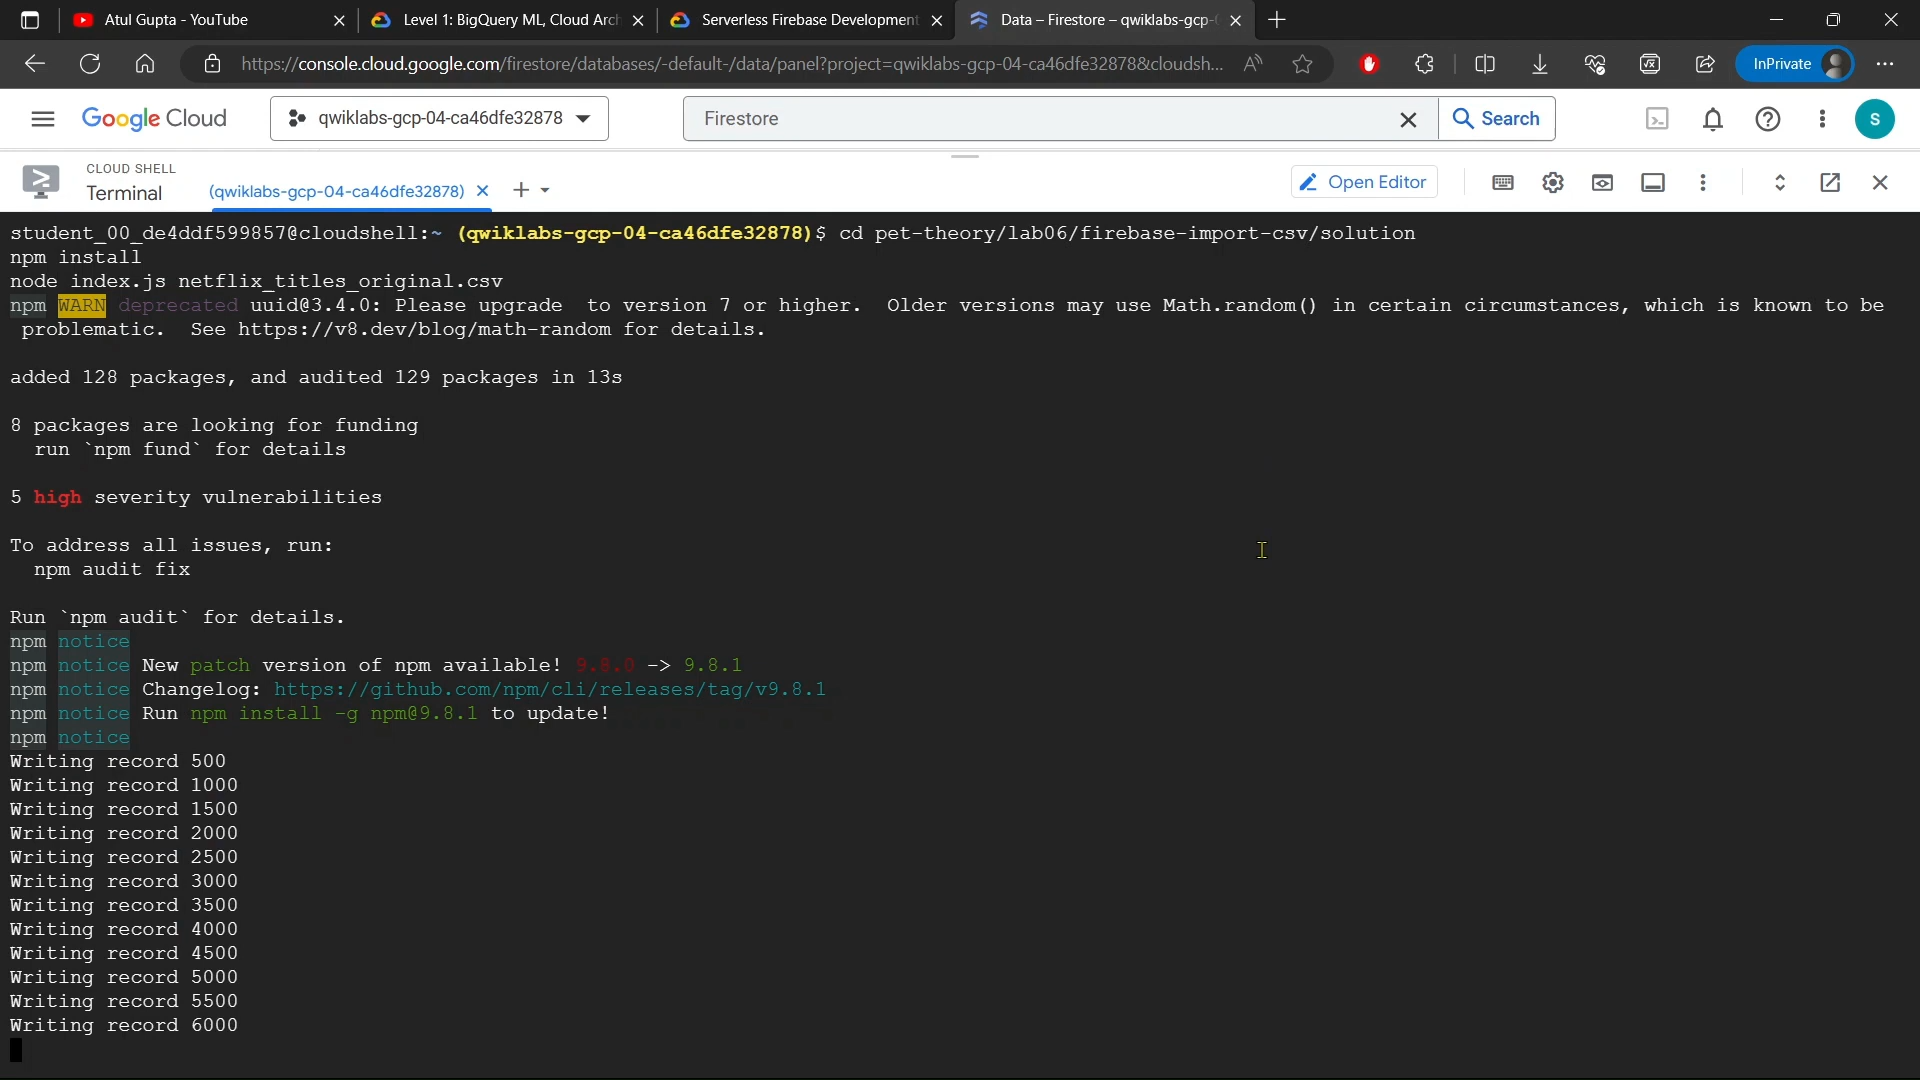 Atul Gupta - YouTube
Level 1: BigQuery ML, Cloud Arch
Serverless Firebase Development
Data – Firestore – qwiklabs-gcp-
https://console.cloud.google.com/firestore/databases/-default-/data/panel?project=qwiklabs-gcp-04-ca46dfe32878&cloudsh...
InPrivate
Google Cloud
qwiklabs-gcp-04-ca46dfe32878
Firestore
Search
S
CLOUD SHELL
Terminal
(qwiklabs-gcp-04-ca46dfe32878)
Open Editor
student_00_de4ddf599857@cloudshell:~ (qwiklabs-gcp-04-ca46dfe32878)$ cd pet-theory/lab06/firebase-import-csv/solution
npm install
node index.js netflix_titles_original.csv
npm WARN deprecated uuid@3.4.0: Please upgrade  to version 7 or higher.  Older versions may use Math.random() in certain circumstances, which is known to be
problematic.  See https://v8.dev/blog/math-random for details.
added 128 packages, and audited 129 packages in 13s
8 packages are looking for funding
run `npm fund` for details
5 high severity vulnerabilities
To address all issues, run:
npm audit fix
Run `npm audit` for details.
npm notice
npm notice New patch version of npm available! 9.8.0 -> 9.8.1
npm notice Changelog: https://github.com/npm/cli/releases/tag/v9.8.1
npm notice Run npm install -g npm@9.8.1 to update!
npm notice
Writing record 500
Writing record 1000
Writing record 1500
Writing record 2000
Writing record 2500
Writing record 3000
Writing record 3500
Writing record 4000
Writing record 4500
Writing record 5000
Writing record 5500
Writing record 6000